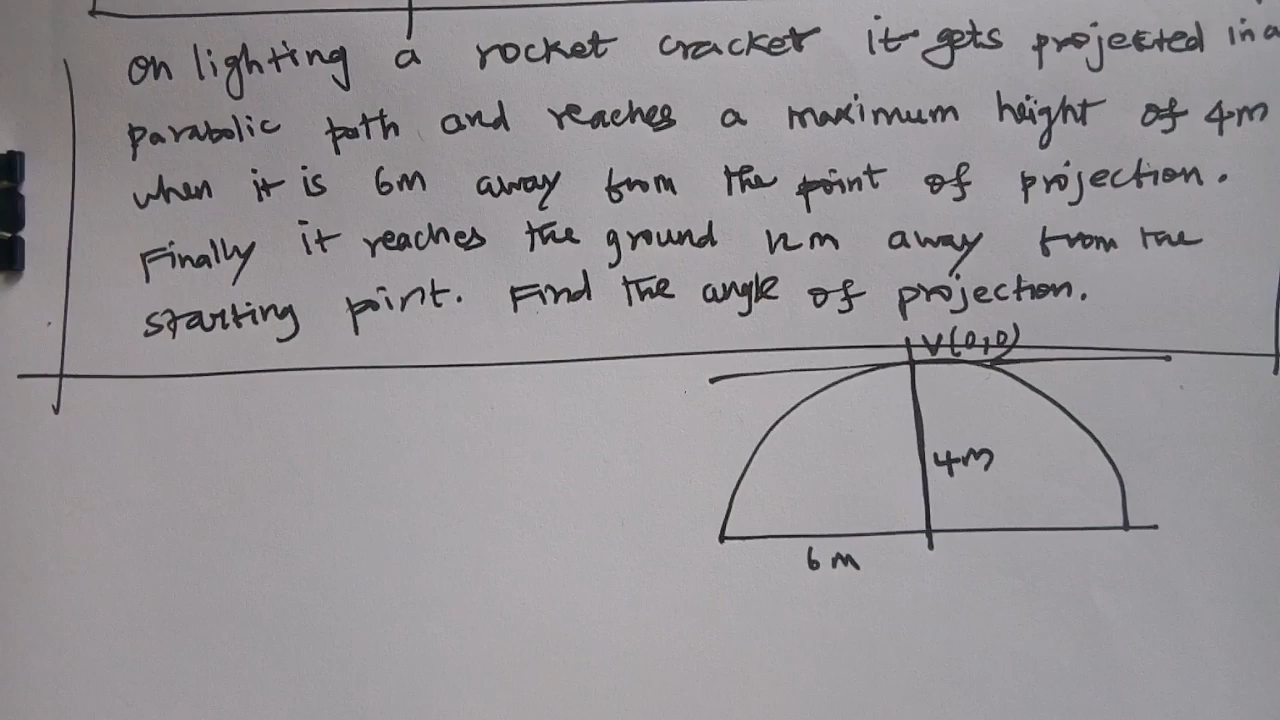 on lighting a rocket cracket it gets projected in a
parabolic path and reaches a maximum height of 4m
when it is 6m away from the point of projection.
Finally it reaches the ground 12m away from the
starting point. Find the angle of projection.
V(0,0)
4m
6m